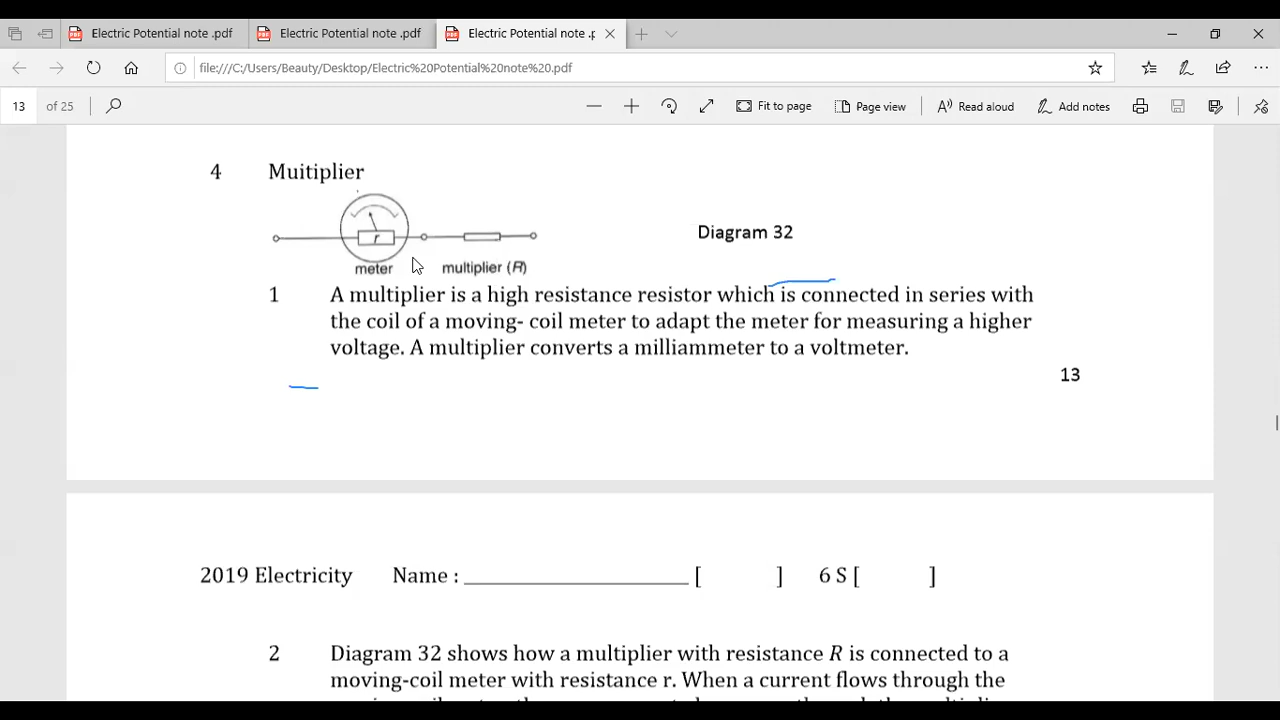 Electric Potential note .pdf
Electric Potential note .pdf
Electric Potential note .p
file:///C:/Users/Beauty/Desktop/Electric%20Potential%20note%20.pdf
13 of 25
Fit to page
Page view
Read aloud
Add notes
4 Muitiplier
r
Diagram 32
meter multiplier (R)
1 A multiplier is a high resistance resistor which is connected in series with
the coil of a moving- coil meter to adapt the meter for measuring a higher
voltage. A multiplier converts a milliammeter to a voltmeter.
13
2019 Electricity Name : ____________________ [ ] 6 S [ ]
2 Diagram 32 shows how a multiplier with resistance R is connected to a
moving-coil meter with resistance r. When a current flows through the